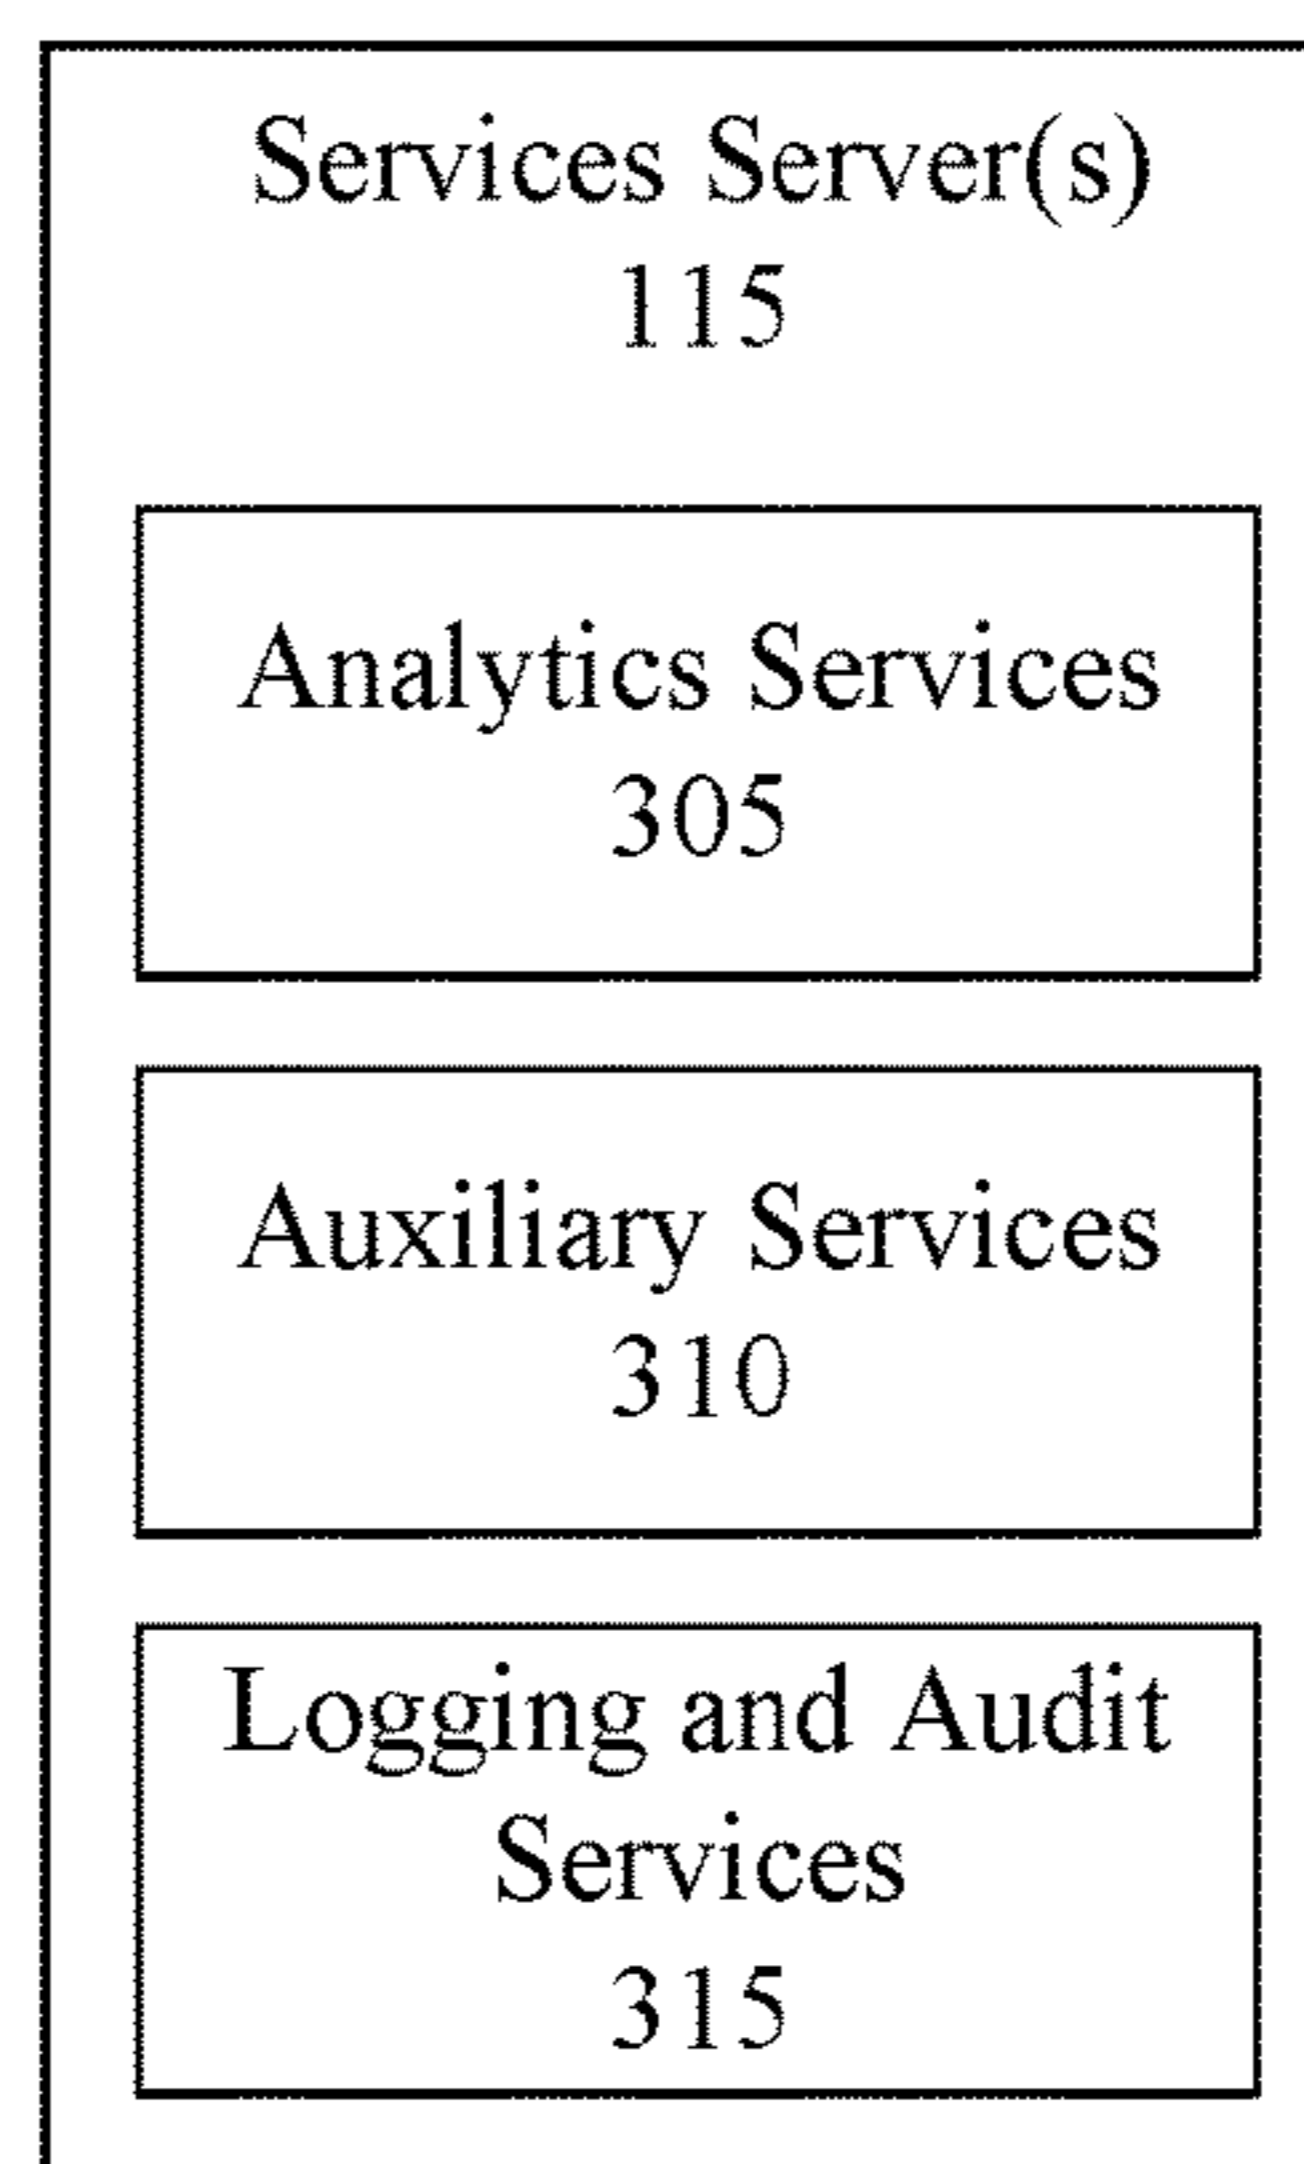 Services Server(s)
115
Analytics Services
305
Auxiliary Services
310
Logging and Audit
Services
315